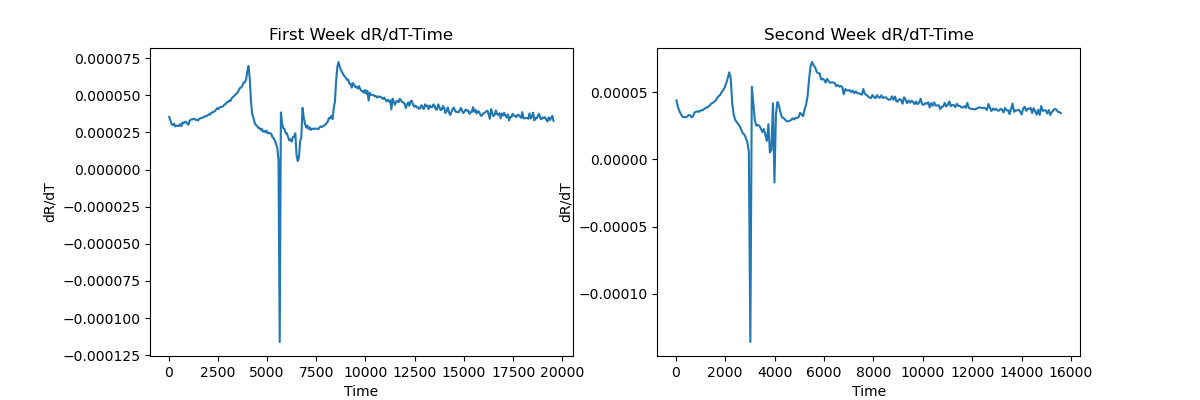 First Week dR/dT-Time
0.000075
0.000050
0.000025
0.000000
−0.000025
−0.000050
−0.000075
−0.000100
−0.000125
dR/dT
0 2500 5000 7500 10000 12500 15000 17500 20000
Time
Second Week dR/dT-Time
0.00005
0.00000
−0.00005
−0.00010
dR/dT
0 2000 4000 6000 8000 10000 12000 14000 16000
Time